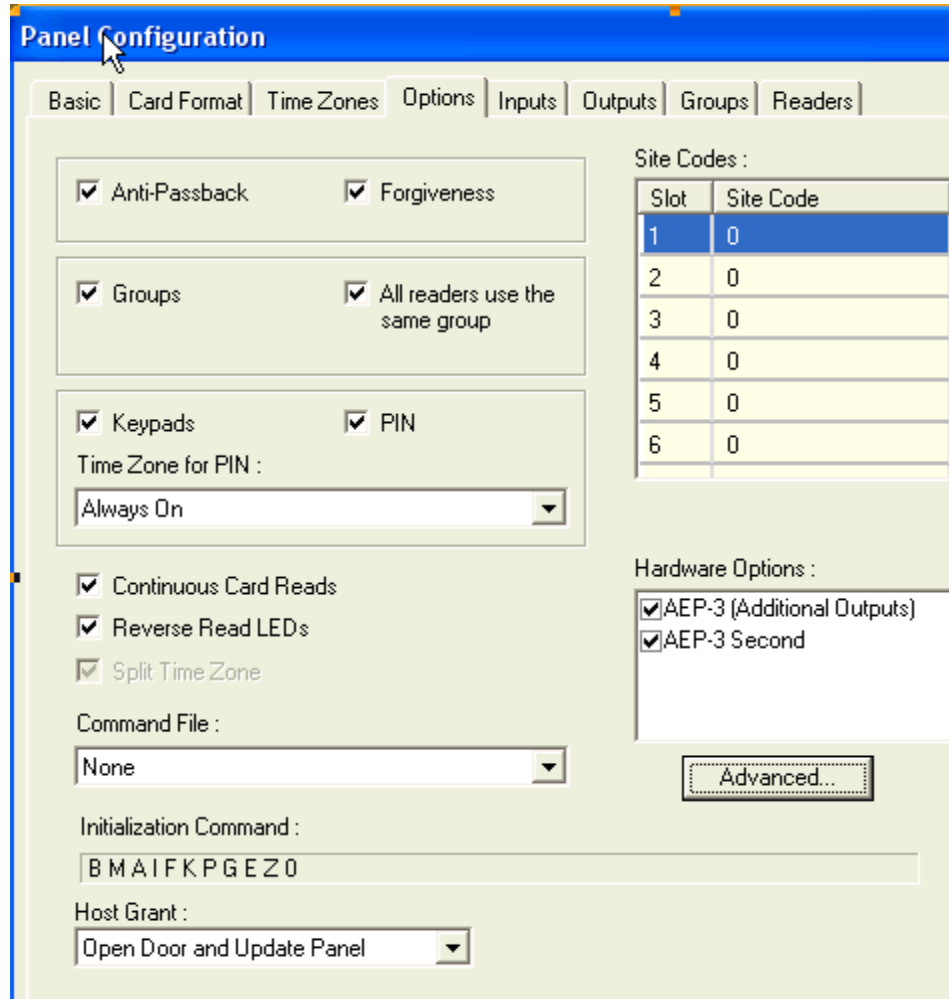 Panel Configuration
Basic Card Format Time Zones Options Inputs Outputs Groups Readers
Anti-Passback Forgiveness
Groups All readers use the
same group
Keypads PIN
Time Zone for PIN :
Always On
Continuous Card Reads
Reverse Read LEDs
Split Time Zone
Command File :
None
Initialization Command :
B M A I F K P G E Z 0
Host Grant :
Open Door and Update Panel
Site Codes :
Slot Site Code
1 0
2 0
3 0
4 0
5 0
6 0
Hardware Options :
AEP-3 (Additional Outputs)
AEP-3 Second
Advanced...